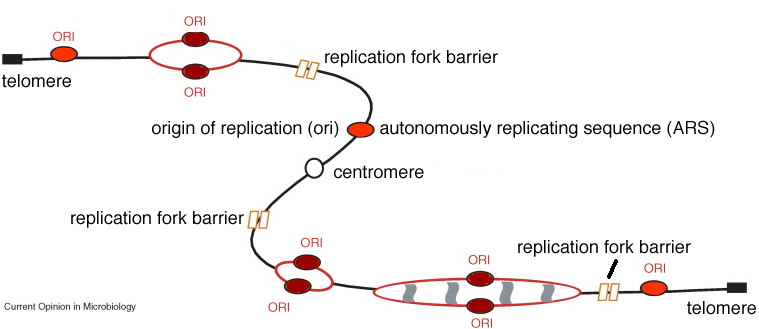 ORI
ORI
replication fork barrier
telomere
ORI
origin of replication (ori)
autonomously replicating sequence (ARS)
centromere
replication fork barrier
replication fork barrier
ORI
ORI
ORI
ORI
Current Opinion in Microbiology
telomere
ORI